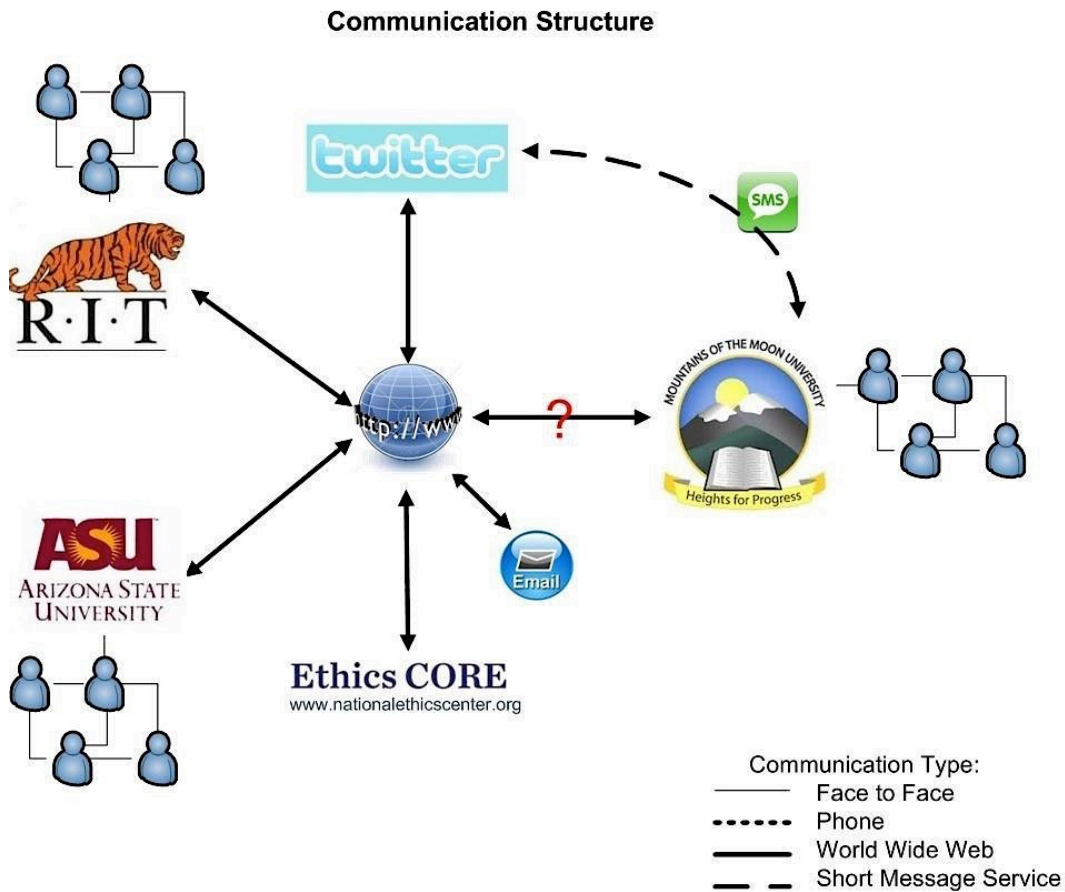 Communication Structure
twitter
SMS
R·I·T
MOUNTAINS OF THE MOON UNIVERSITY
http://www
?
Heights for Progress
ASU
ARIZONA STATE
UNIVERSITY
Email
Ethics CORE
www.nationalethicscenter.org
Communication Type:
Face to Face
Phone
World Wide Web
Short Message Service